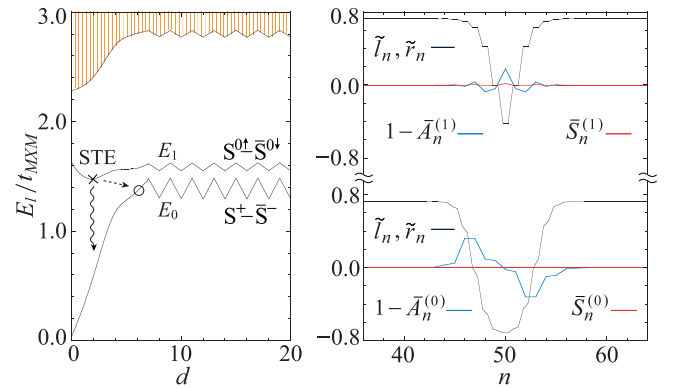 3.0
2.0
1.0
0.0
E_l / t_MXM
STE
E_1
S^0↑–S̄^0↓
E_0
S^+–S̄^−
0
10
20
d
0.8
0.0
−0.8
l̃_n, r̃_n
1−Ā_n^(1)
S̄_n^(1)
0.8
0.0
−0.8
l̃_n, r̃_n
1−Ā_n^(0)
S̄_n^(0)
40
50
60
n